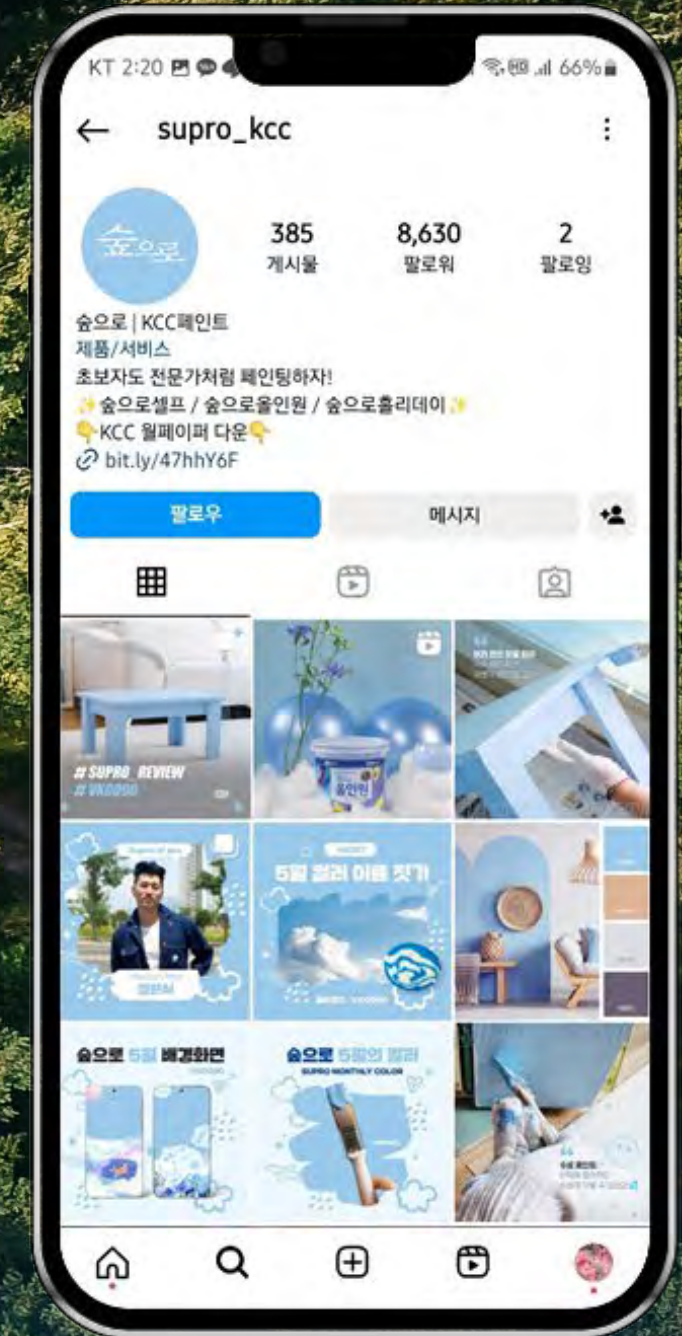 KT 2:20
66%
supro_kcc
숲으로
385
게시물
8,630
팔로워
2
팔로잉
숲으로 | KCC페인트
제품/서비스
초보자도 전문가처럼 페인팅하자!
✨숲으로셀프 / 숲으로올인원 / 숲으로홀리데이✨
👇KCC 월페이퍼 다운👇
bit.ly/47hhY6F
팔로우
메시지
# SUPRO_REVIEW
올인원
5월 컬러 이름 짓기
숲으로 5월 배경화면
숲으로 5월의 컬러
SUPRO MONTHLY COLOR